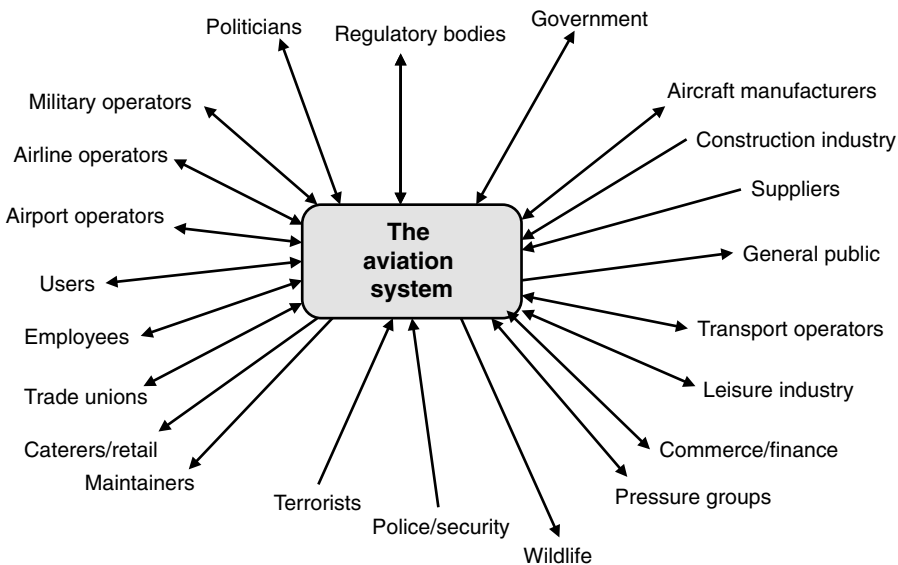 Politicians
Regulatory bodies
Government
Military operators
Aircraft manufacturers
Airline operators
Construction industry
Airport operators
Suppliers
The
aviation
system
General public
Users
Employees
Transport operators
Trade unions
Leisure industry
Caterers/retail
Commerce/finance
Maintainers
Pressure groups
Terrorists
Police/security
Wildlife